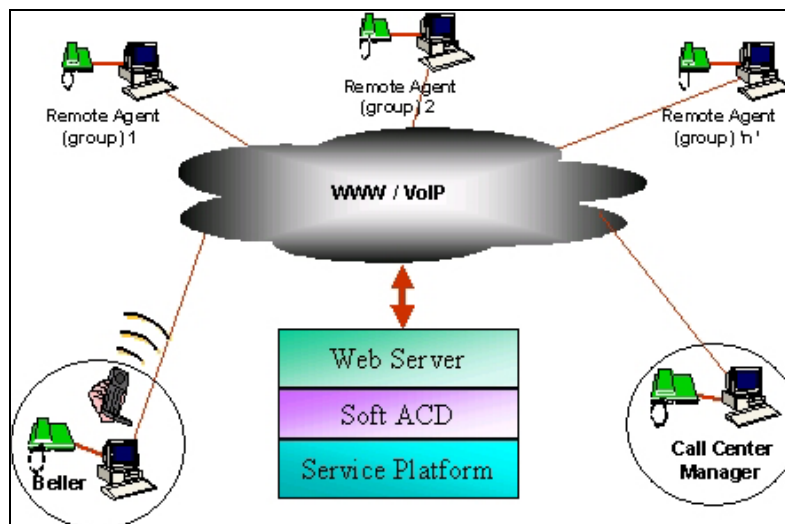 Remote Agent
(group) 1
Remote Agent
(group) 2
Remote Agent
(group) 'n'
WWW / VoIP
Web Server
Soft ACD
Service Platform
Beller
Call Center
Manager